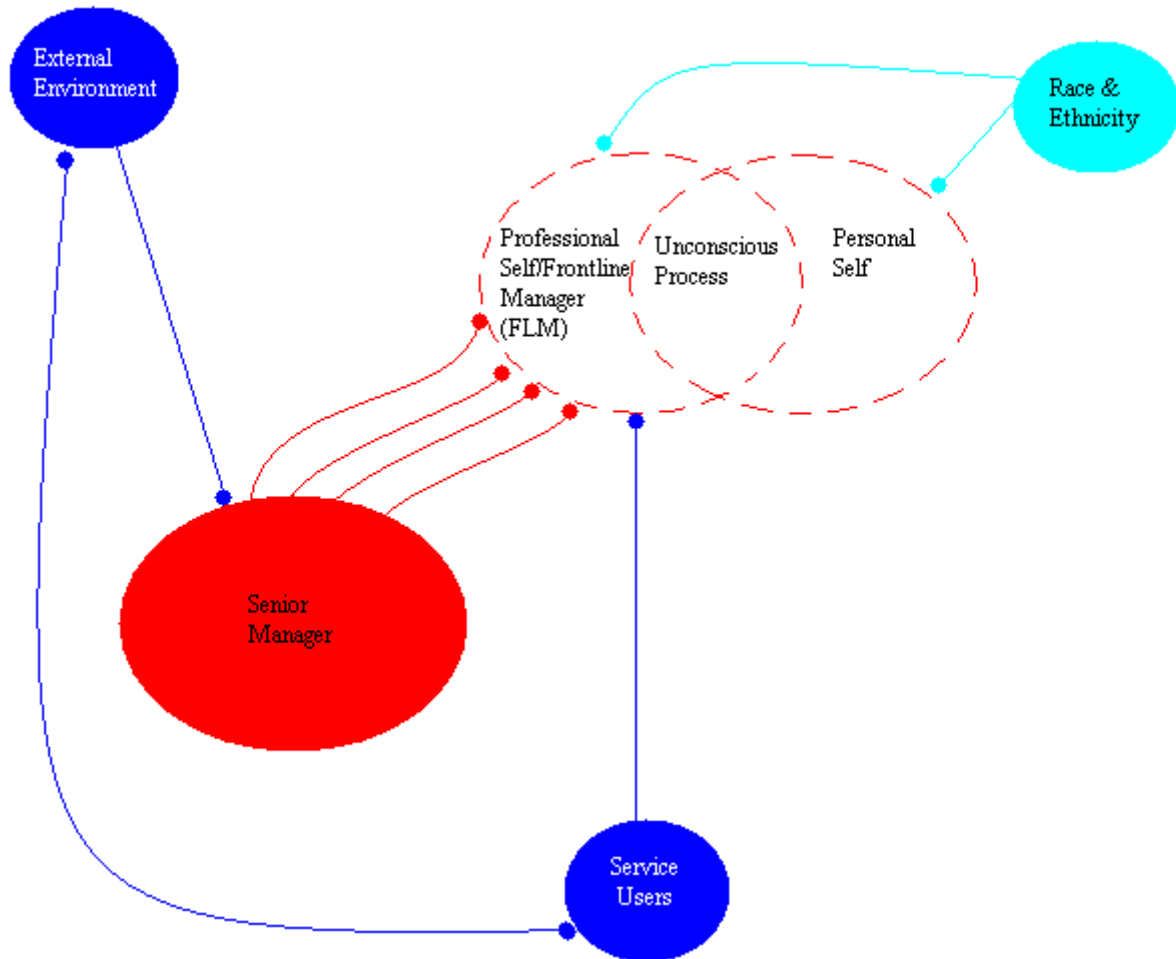 External
Environment
Race &
Ethnicity
Professional
Self/Frontline
Manager
(FLM)
Unconscious
Process
Personal
Self
Senior
Manager
Service
Users